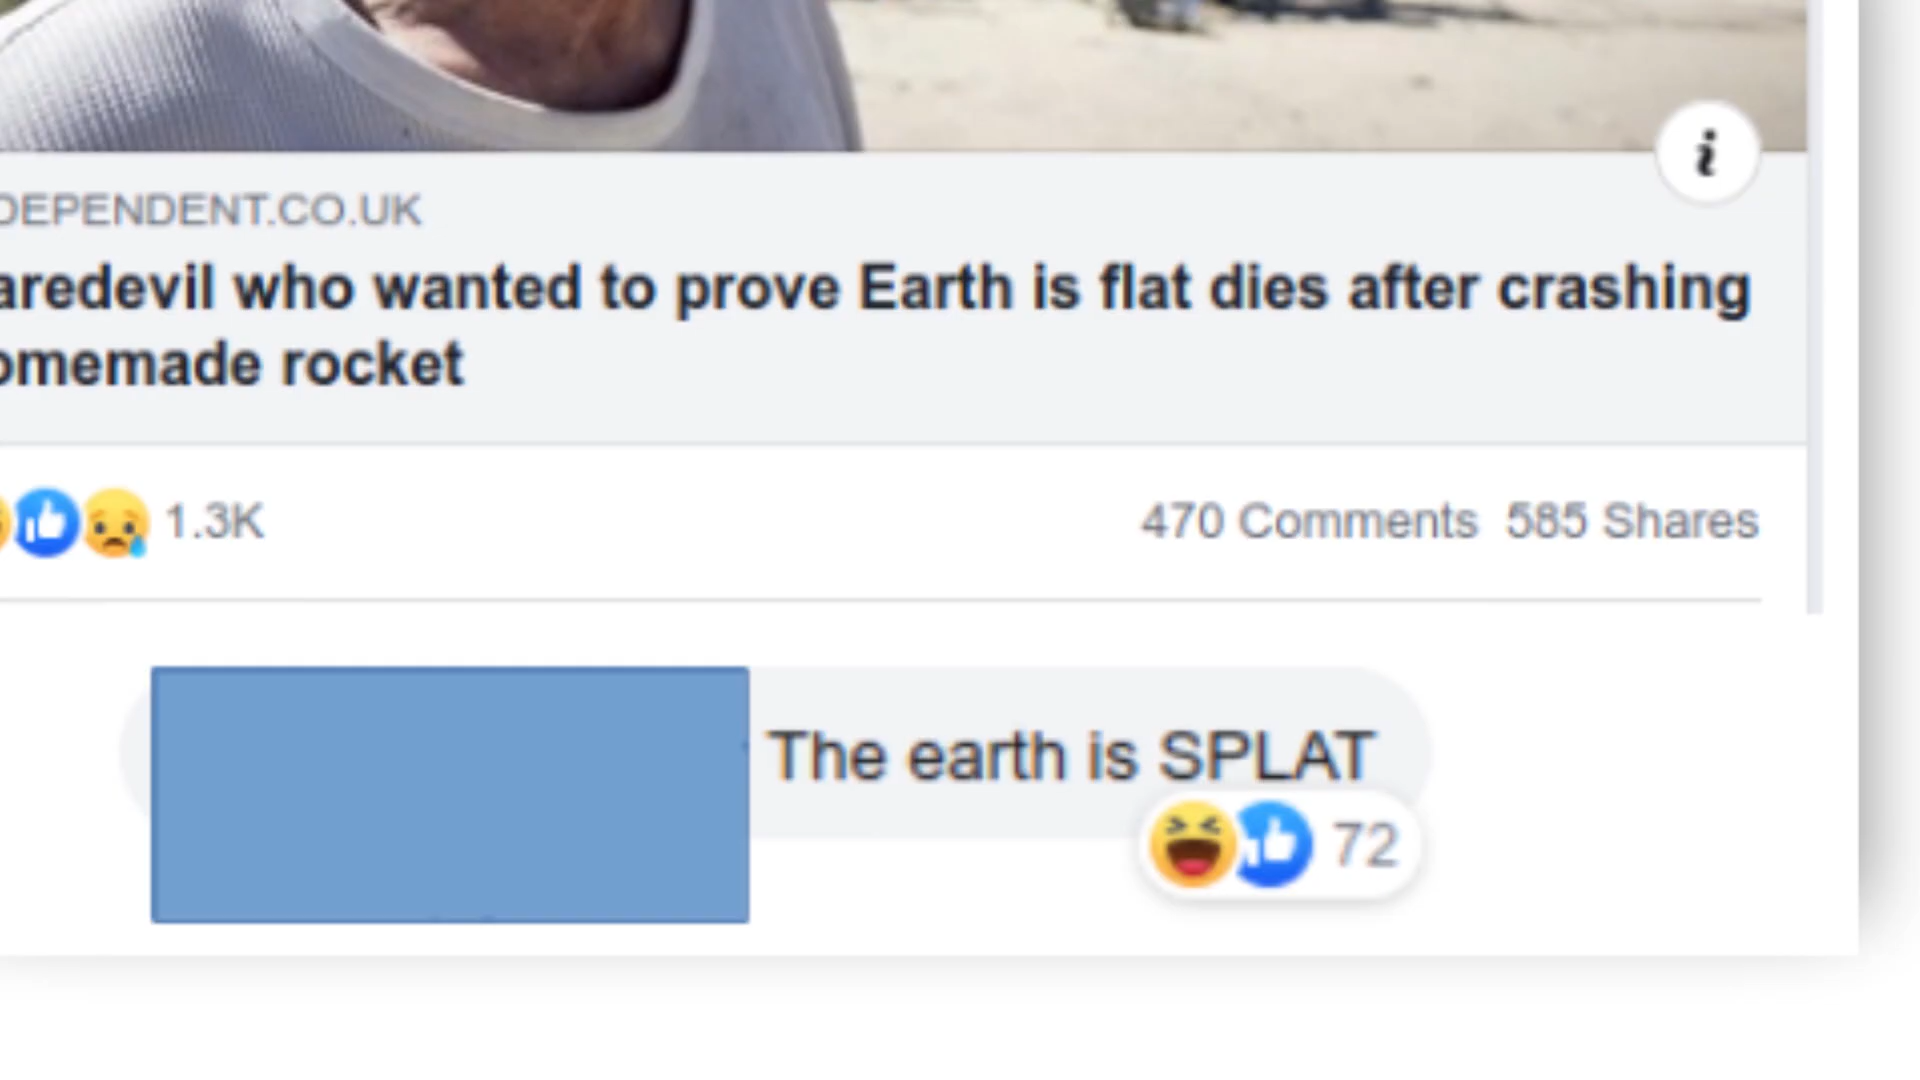 DEPENDENT.CO.UK
aredevil who wanted to prove Earth is flat dies after crashing
omemade rocket
1.3K
470 Comments 585 Shares
The earth is SPLAT
72